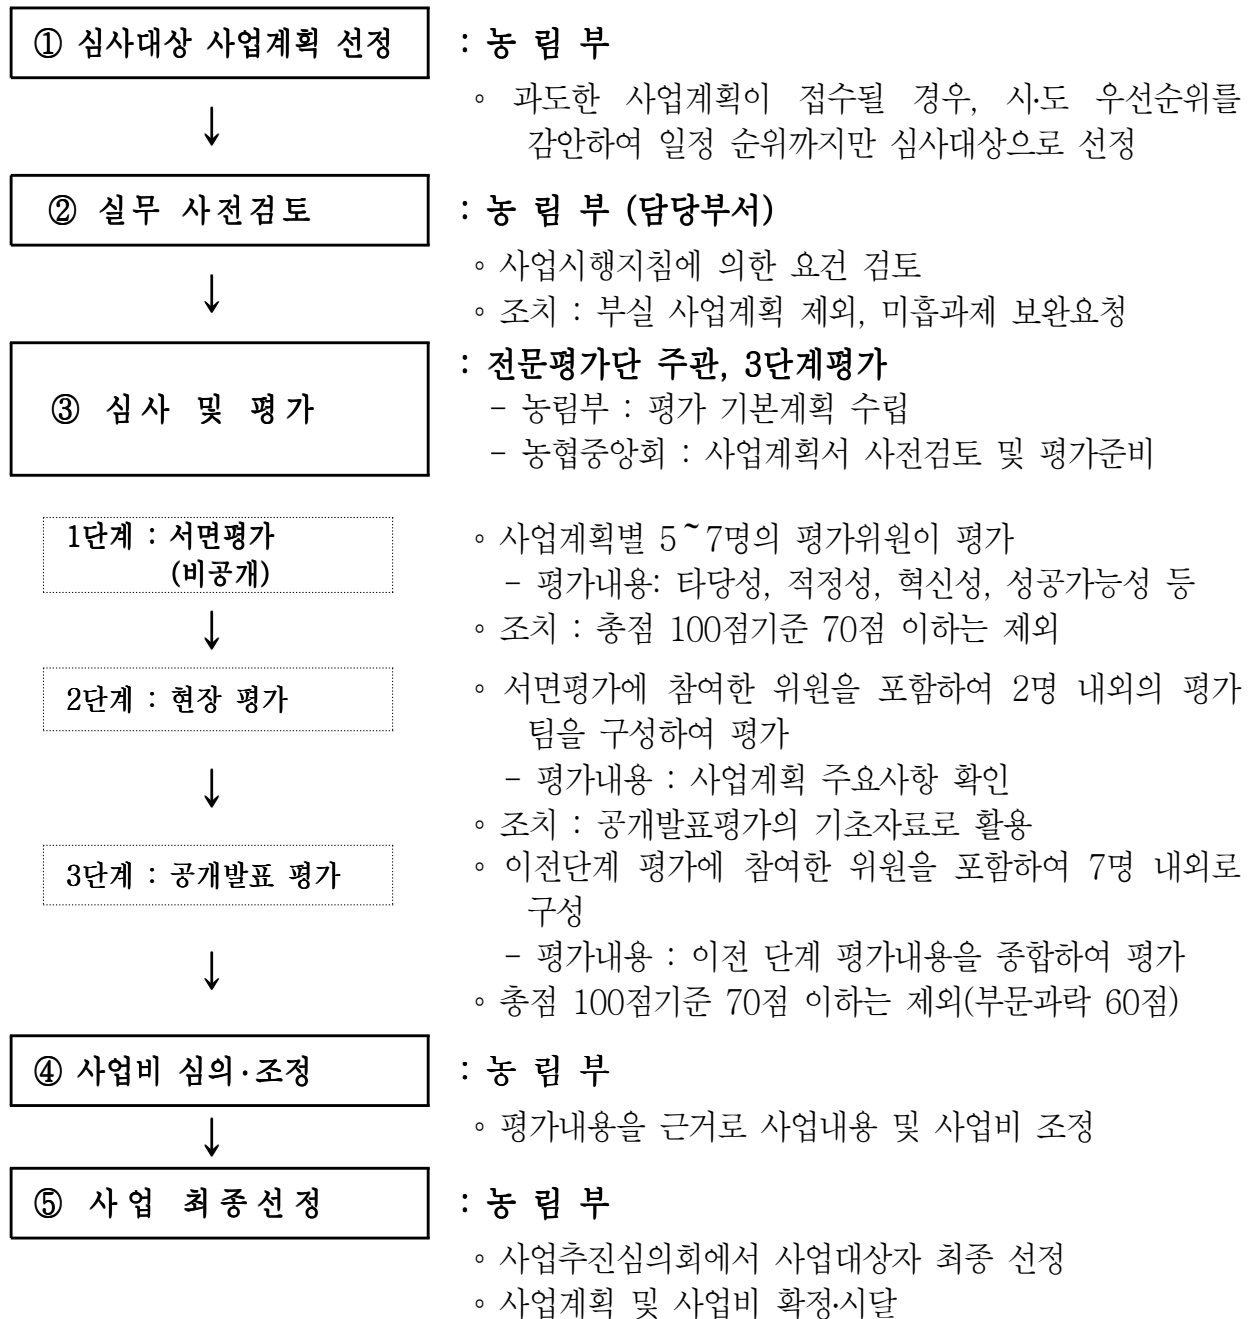 ① 심사대상 사업계획 선정 : 농 림 부
◦ 과도한 사업계획이 접수될 경우, 시·도 우선순위를
감안하여 일정 순위까지만 심사대상으로 선정
↓
② 실무 사전검토 : 농 림 부 (담당부서)
◦ 사업시행지침에 의한 요건 검토
↓
◦ 조치 : 부실 사업계획 제외, 미흡과제 보완요청
③ 심사 및 평가
: 전문평가단 주관, 3단계평가
- 농림부 : 평가 기본계획 수립
- 농협중앙회 : 사업계획서 사전검토 및 평가준비
1단계 : 서면평가
(비공개)
◦ 사업계획별 5~7명의 평가위원이 평가
- 평가내용: 타당성, 적정성, 혁신성, 성공가능성 등
↓
◦ 조치 : 총점 100점기준 70점 이하는 제외
2단계 : 현장 평가
◦ 서면평가에 참여한 위원을 포함하여 2명 내외의 평가
팀을 구성하여 평가
- 평가내용 : 사업계획 주요사항 확인
↓
◦ 조치 : 공개발표평가의 기초자료로 활용
3단계 : 공개발표 평가
◦ 이전단계 평가에 참여한 위원을 포함하여 7명 내외로
구성
- 평가내용 : 이전 단계 평가내용을 종합하여 평가
↓
◦ 총점 100점기준 70점 이하는 제외(부문과락 60점)
④ 사업비 심의·조정 : 농 림 부
◦ 평가내용을 근거로 사업내용 및 사업비 조정
↓
⑤ 사 업 최 종 선 정 : 농 림 부
◦ 사업추진심의회에서 사업대상자 최종 선정
◦ 사업계획 및 사업비 확정·시달